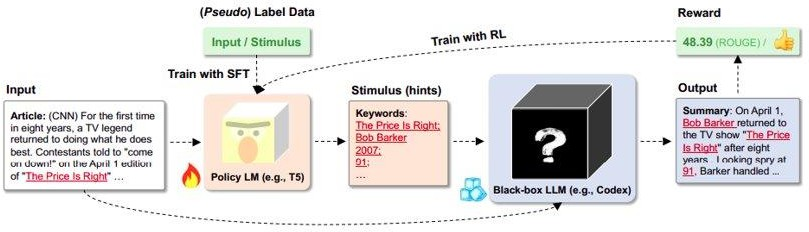 (Pseudo) Label Data
Input / Stimulus
Train with SFT
Train with RL
Reward
48.39 (ROUGE) /
Input
Article: (CNN) For the first time
in eight years, a TV legend
returned to doing what he does
best. Contestants told to "come
on down!" on the April 1 edition
of "The Price Is Right" ...
Policy LM (e.g., T5)
Stimulus (hints)
Keywords:
The Price Is Right;
Bob Barker
2007;
91;
...
?
Black-box LLM (e.g., Codex)
Output
Summary: On April 1,
Bob Barker returned to
the TV show "The Price
Is Right" after eight
years. Looking spry at
91, Barker handled ...